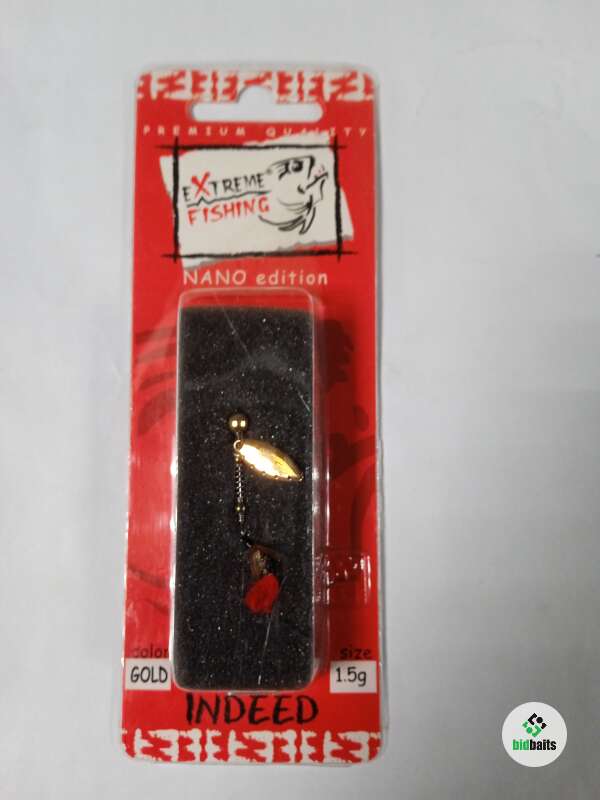 PREMIUM QUALITY
eXTREME®
FISHING
NANO edition
color
size
GOLD
1.5g
INDEED
bidbaits